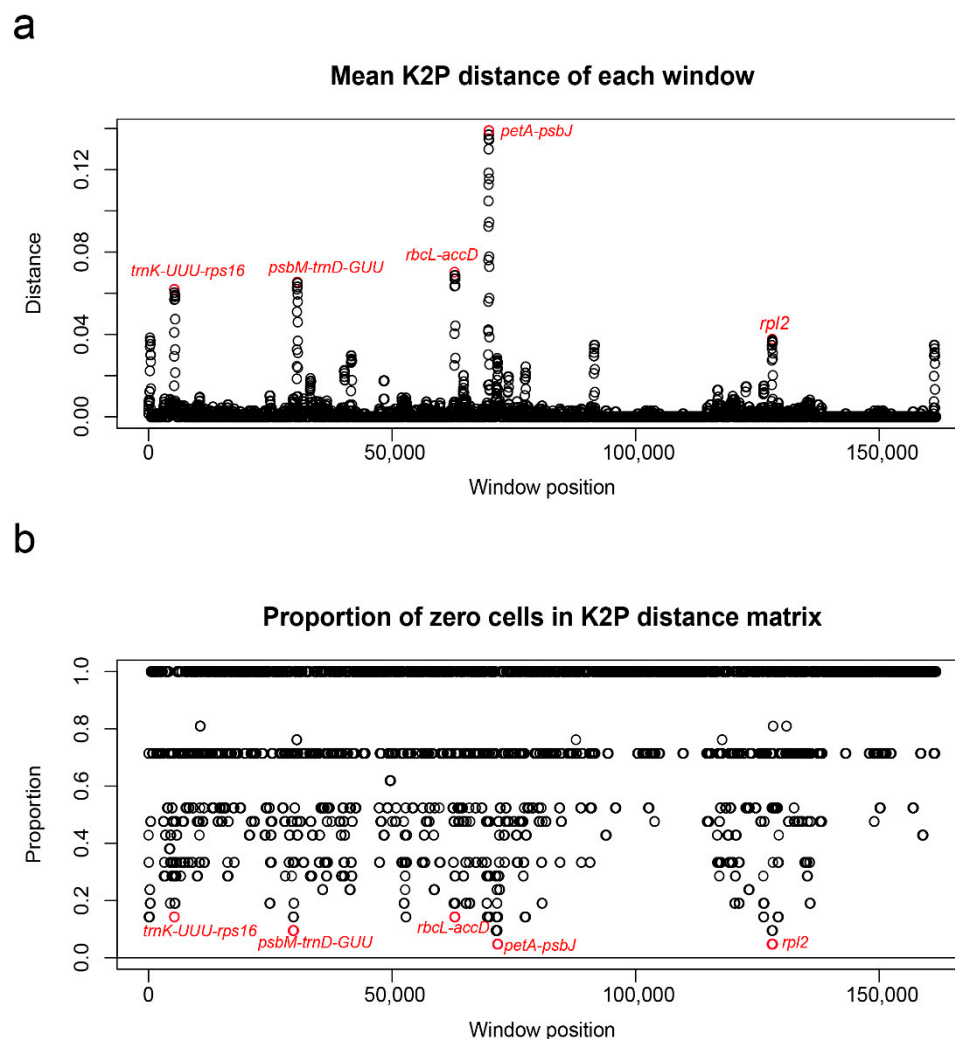 a
Mean K2P distance of each window
petA-psbJ
rbcL-accD
trnK-UUU-rps16
psbM-trnD-GUU
rpl2
Distance
0.12
0.08
0.04
0.00
0
50,000
100,000
150,000
Window position
b
Proportion of zero cells in K2P distance matrix
Proportion
1.0
0.8
0.6
0.4
0.2
0.0
trnK-UUU-rps16
psbM-trnD-GUU
rbcL-accD
petA-psbJ
rpl2
0
50,000
100,000
150,000
Window position